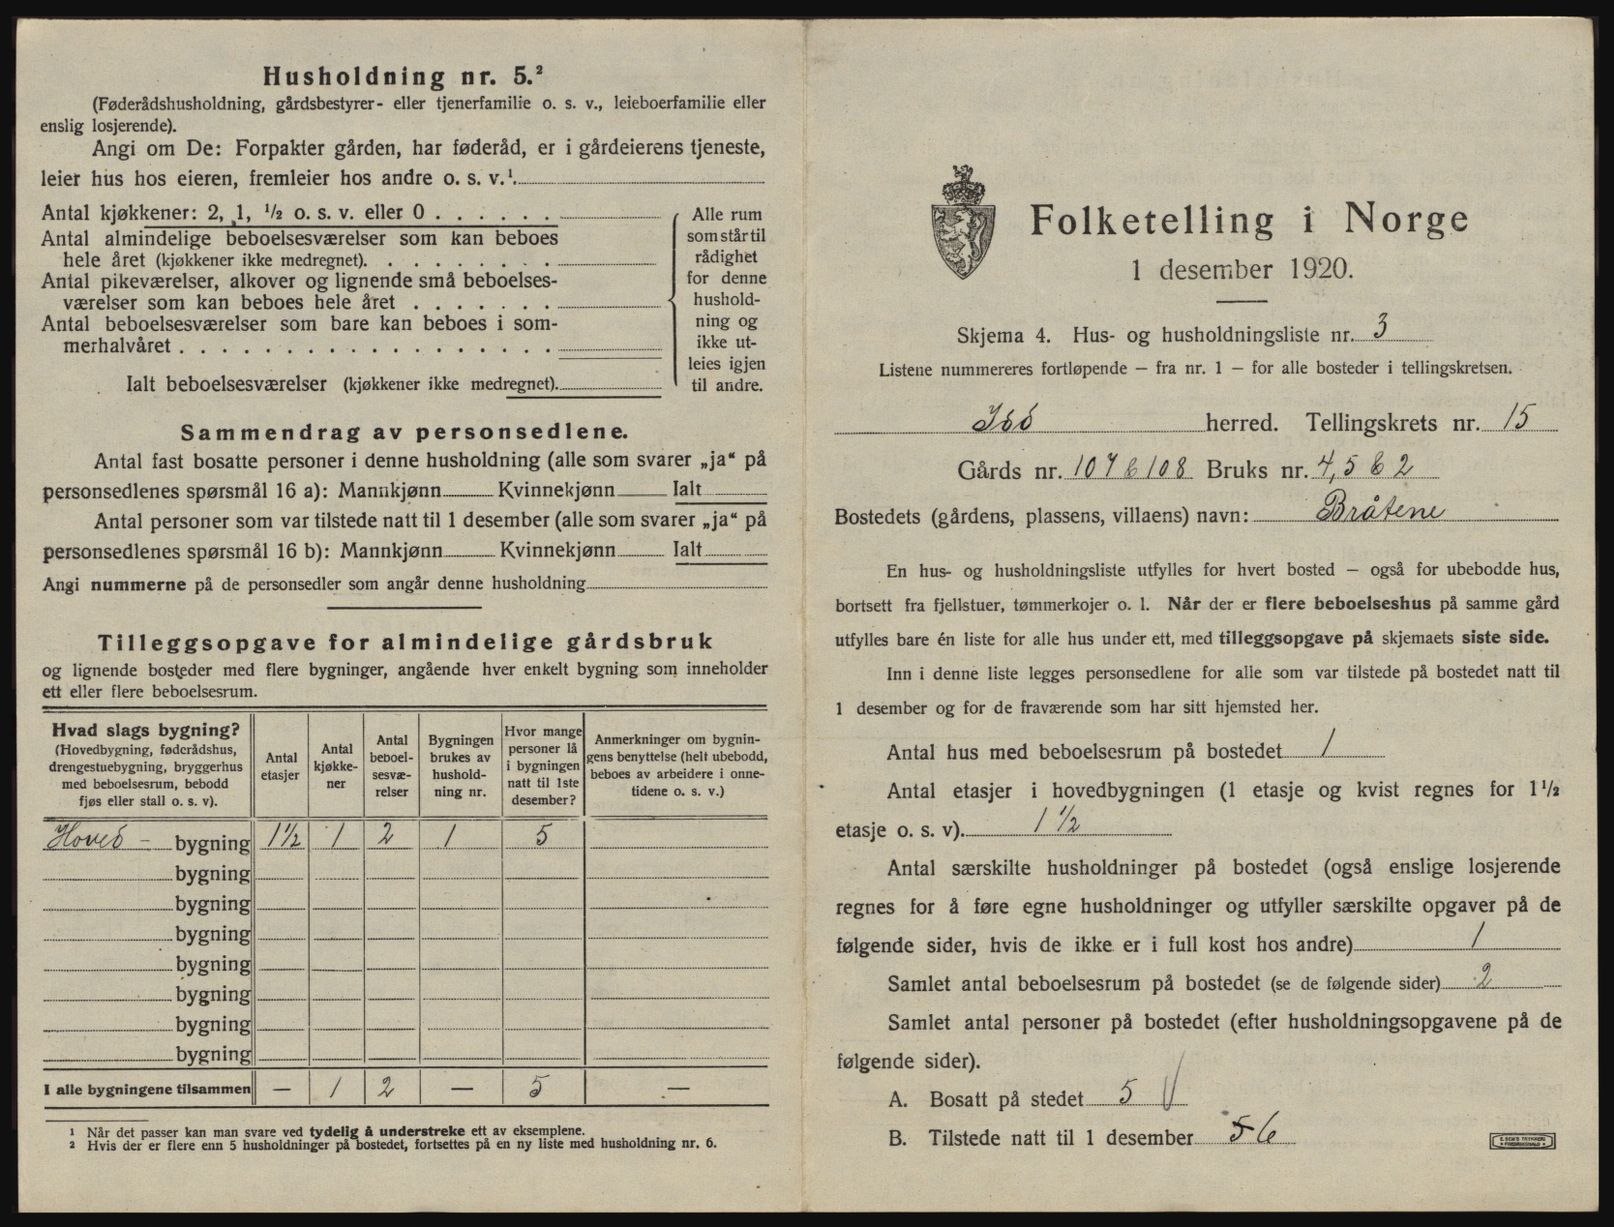 Husholdning nr. 5.²
(Føderådshusholdning, gårdsbestyrer- eller tjenerfamilie o. s. v., leieboerfamilie eller
enslig losjerende).
Angi om De: Forpakter gården, har føderåd, er i gårdeierens tjeneste,
leier hus hos eieren, fremleier hos andre o. s. v.¹
Antal kjøkkener: 2, 1, ½ o. s. v. eller 0
Antal almindelige beboelsesværelser som kan beboes
hele året (kjøkkener ikke medregnet)
Antal pikeværelser, alkover og lignende små beboelses-
værelser som kan beboes hele året
Antal beboelsesværelser som bare kan beboes i som-
merhalvåret
Ialt beboelsesværelser (kjøkkener ikke medregnet)
Alle rum
som står til
rådighet
for denne
hushold-
ning og
ikke ut-
leies igjen
til andre.
Sammendrag av personsedlene.
Antal fast bosatte personer i denne husholdning (alle som svarer „ja“ på
personsedlenes spørsmål 16 a): Mannkjønn Kvinnekjønn Ialt
Antal personer som var tilstede natt til 1 desember (alle som svarer „ja“ på
personsedlenes spørsmål 16 b): Mannkjønn Kvinnekjønn Ialt
Angi nummerne på de personsedler som angår denne husholdning
Tilleggsopgave for almindelige gårdsbruk
og lignende bosteder med flere bygninger, angående hver enkelt bygning som inneholder
ett eller flere beboelsesrum.
Hvad slags bygning?
(Hovedbygning, føderådshus,
drengestuebygning, bryggerhus
med beboelsesrum, bebodd
fjøs eller stall o. s. v).
Antal
etasjer
Antal
kjøkke-
ner
Antal
beboel-
sesvæ-
relser
Bygningen
brukes av
hushold-
ning nr.
Hvor mange
personer lå
i bygningen
natt til 1ste
desember?
Anmerkninger om bygnin-
gens benyttelse (helt ubebodd,
beboes av arbeidere i onne-
tidene o. s. v.)
Hoved - bygning 1½ 1 2 1 5
bygning
bygning
bygning
bygning
bygning
bygning
bygning
I alle bygningene tilsammen — 1 2 — 5 —
¹ Når det passer kan man svare ved tydelig å understreke ett av eksemplene.
² Hvis der er flere enn 5 husholdninger på bostedet, fortsettes på en ny liste med husholdning nr. 6.
Folketelling i Norge
1 desember 1920.
Skjema 4. Hus- og husholdningsliste nr. 3
Listene nummereres fortløpende — fra nr. 1 — for alle bosteder i tellingskretsen.
Idd herred. Tellingskrets nr. 15
Gårds nr. 107 & 108 Bruks nr. 4, 5 & 2
Bostedets (gårdens, plassens, villaens) navn: Bråtene
En hus- og husholdningsliste utfylles for hvert bosted — også for ubebodde hus,
bortsett fra fjellstuer, tømmerkojer o. l. Når der er flere beboelseshus på samme gård
utfylles bare én liste for alle hus under ett, med tilleggsopgave på skjemaets siste side.
Inn i denne liste legges personsedlene for alle som var tilstede på bostedet natt til
1 desember og for de fraværende som har sitt hjemsted her.
Antal hus med beboelsesrum på bostedet 1
Antal etasjer i hovedbygningen (1 etasje og kvist regnes for 1½
etasje o. s. v). 1½
Antal særskilte husholdninger på bostedet (også enslige losjerende
regnes for å føre egne husholdninger og utfyller særskilte opgaver på de
følgende sider, hvis de ikke er i full kost hos andre) 1
Samlet antal beboelsesrum på bostedet (se de følgende sider) 2
Samlet antal personer på bostedet (efter husholdningsopgavene på de
følgende sider).
A. Bosatt på stedet 5
B. Tilstede natt til 1 desember 5 6